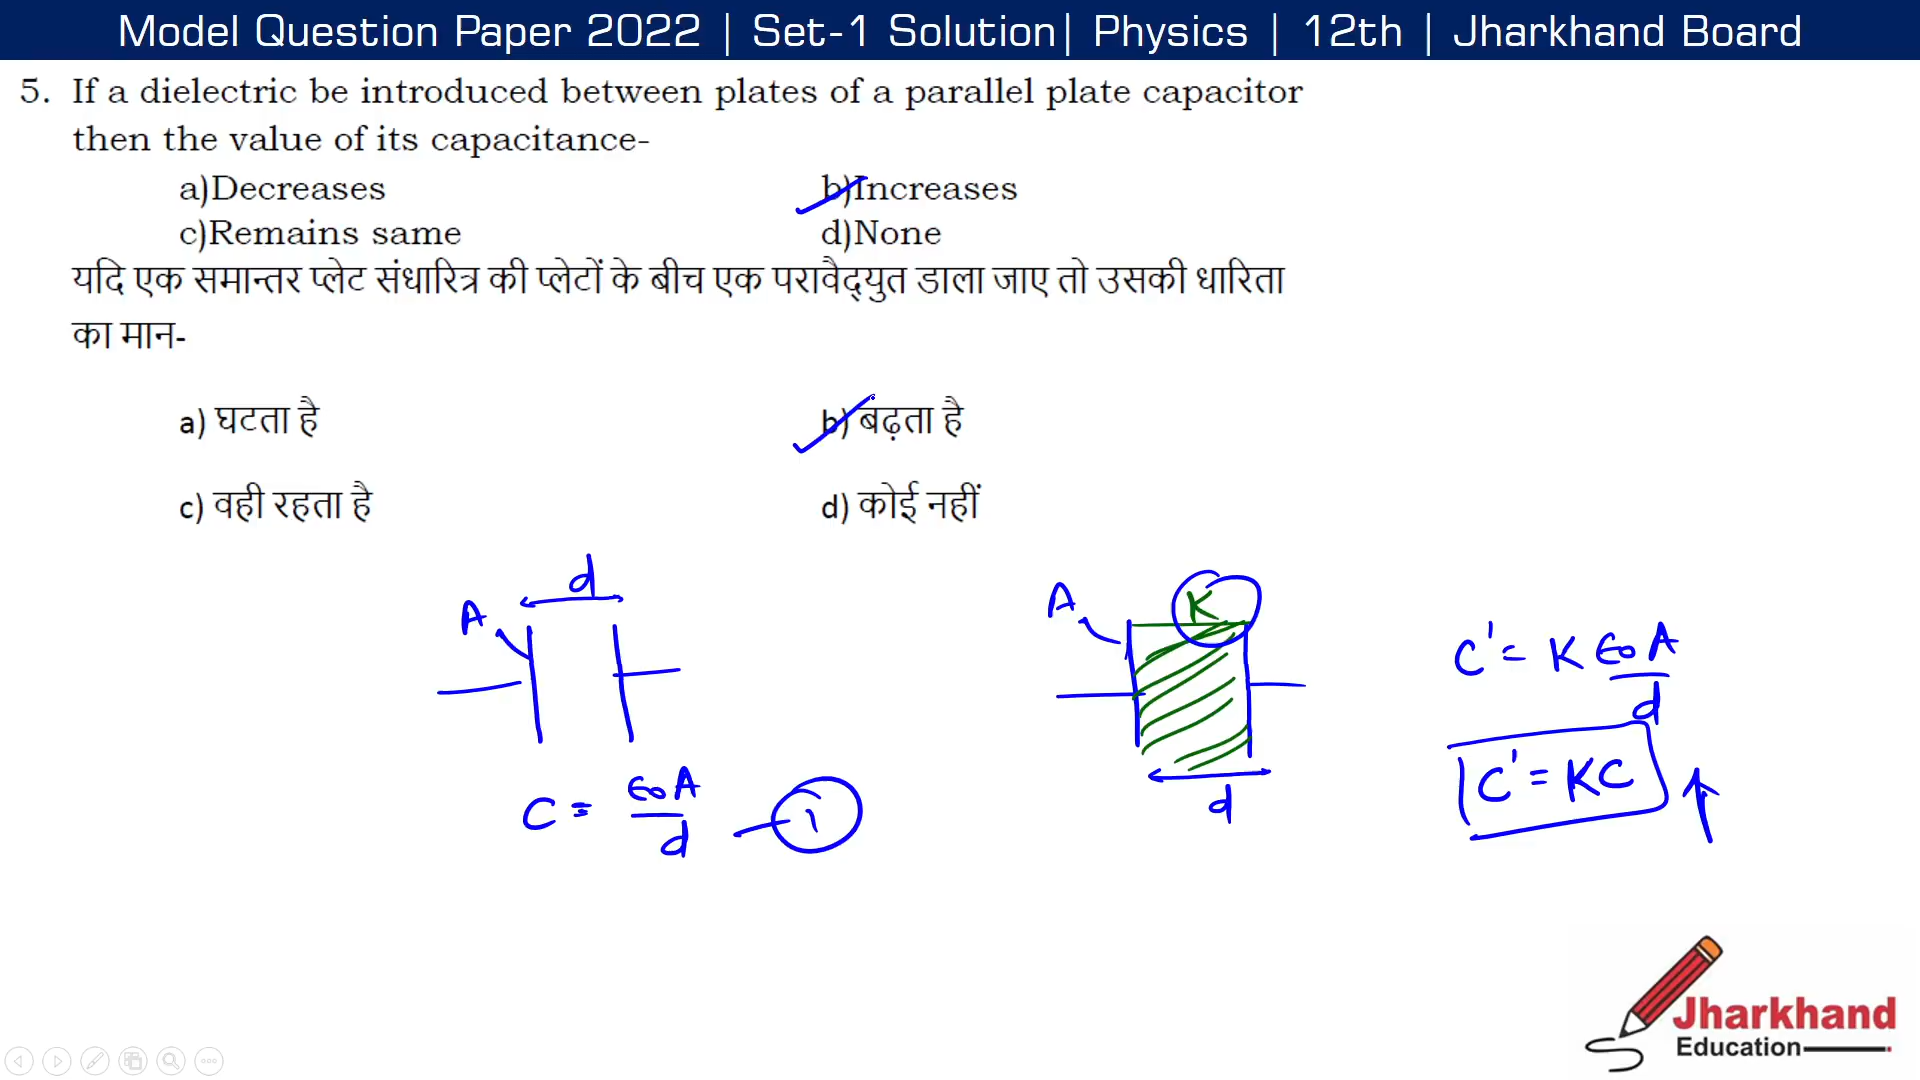 Model Question Paper 2022 | Set-1 Solution| Physics | 12th | Jharkhand Board
5. If a dielectric be introduced between plates of a parallel plate capacitor
then the value of its capacitance-
a)Decreases b)Increases
c)Remains same d)None
यदि एक समान्तर प्लेट संधारित्र की प्लेटों के बीच एक परावैद्युत डाला जाए तो उसकी धारिता
का मान-
a) घटता है b) बढ़ता है
c) वही रहता है d) कोई नहीं
d
A
C = ε₀A/d
1
A
K
d
C' = K ε₀A/d
C' = KC
Jharkhand
Education